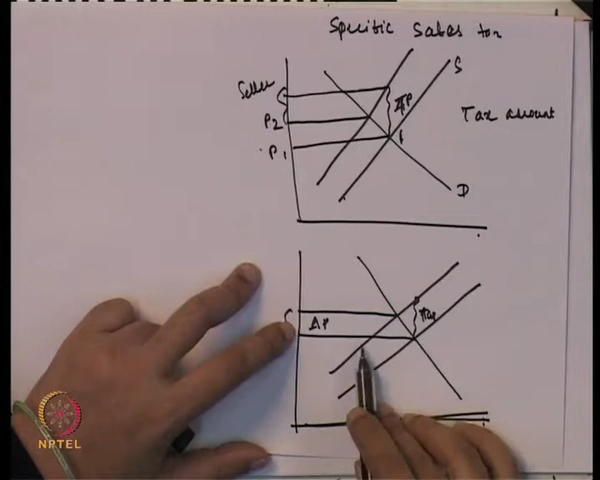 Specific Sales tax
S
Seller
P2
ΔP
Tax amount
P1
D
ΔP
NPTEL